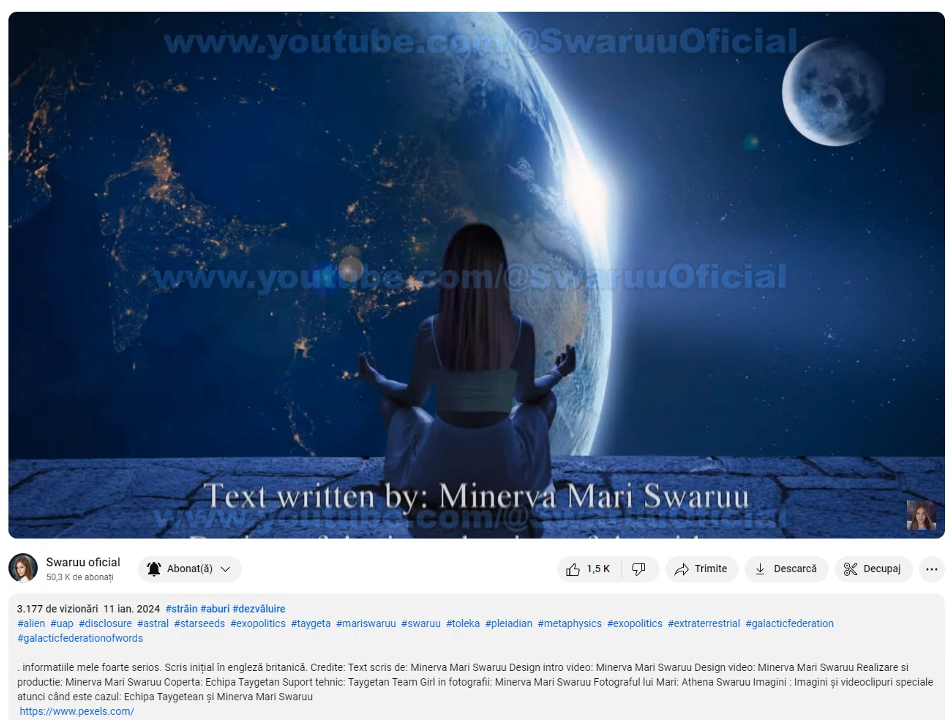 www.youtube.com/@SwaruuOficial
www.youtube.com/@SwaruuOficial
Text written by: Minerva Mari Swaruu
www.youtube.com/@SwaruuOficial
Swaruu oficial
50,3 K de abonați
Abonat(ă)
1,5 K
Trimite
Descarcă
Decupaj
3.177 de vizionări 11 ian. 2024 #străin #aburi #dezvăluire
#alien #uap #disclosure #astral #starseeds #exopolitics #taygeta #mariswaruu #swaruu #toleka #pleiadian #metaphysics #exopolitics #extraterrestrial #galacticfederation
#galacticfederationofwords
. informatiile mele foarte serios. Scris inițial în engleză britanică. Credite: Text scris de: Minerva Mari Swaruu Design intro video: Minerva Mari Swaruu Design video: Minerva Mari Swaruu Realizare si
productie: Minerva Mari Swaruu Coperta: Echipa Taygetan Suport tehnic: Taygetan Team Girl in fotografii: Minerva Mari Swaruu Fotograful lui Mari: Athena Swaruu Imagini : Imagini și videoclipuri speciale
atunci când este cazul: Echipa Taygetean și Minerva Mari Swaruu
https://www.pexels.com/